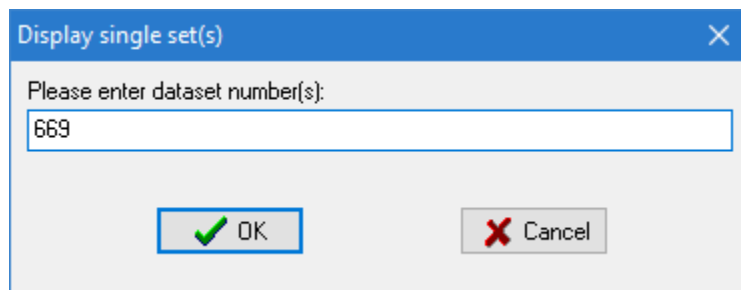 Display single set(s)
Please enter dataset number(s):
669
OK
Cancel